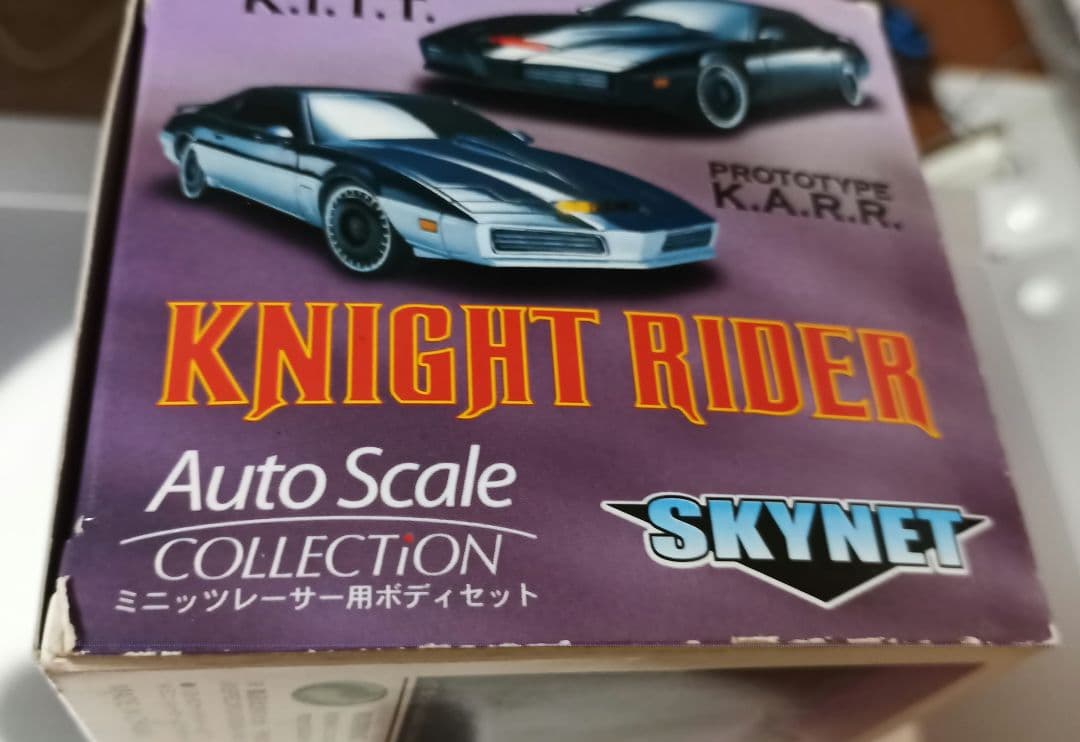 K.I.T.T.
PROTOTYPE
K.A.R.R.
KNIGHT RIDER
Auto Scale
COLLECTiON
ミニッツレーサー用ボディセット
SKYNET